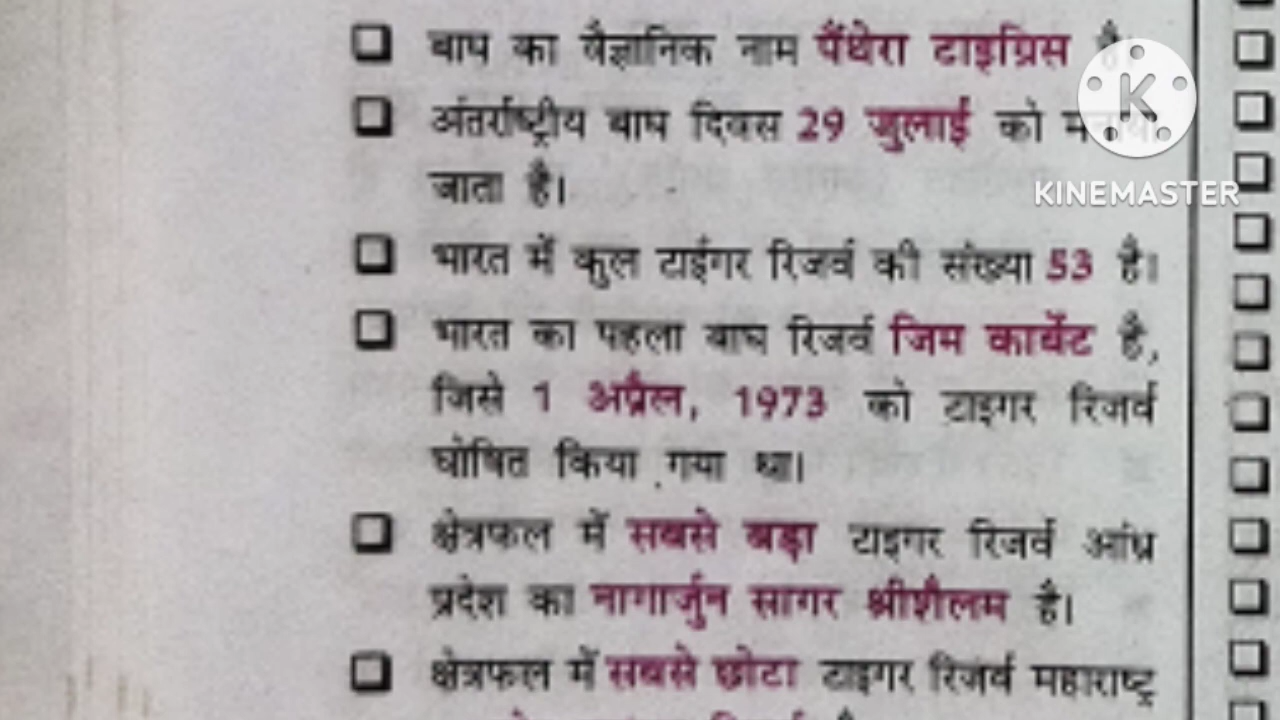 बाघ का वैज्ञानिक नाम पैंथेरा टाइग्रिस है।
अंतर्राष्ट्रीय बाघ दिवस 29 जुलाई को मनाया
जाता है।
भारत में कुल टाईगर रिजर्व की संख्या 53 है।
भारत का पहला बाघ रिजर्व जिम कार्बेट है,
जिसे 1 अप्रैल, 1973 को टाइगर रिजर्व
घोषित किया गया था।
क्षेत्रफल में सबसे बड़ा टाइगर रिजर्व आंध्र
प्रदेश का नागार्जुन सागर श्रीशैलम है।
क्षेत्रफल में सबसे छोटा टाइगर रिजर्व महाराष्ट्र
K
KINEMASTER